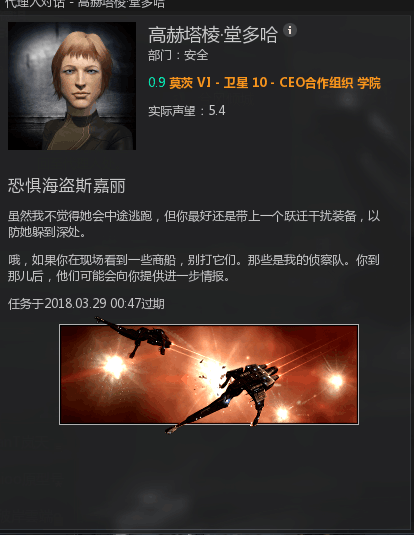 代理人对话 - 高赫塔棱·堂多哈
高赫塔棱·堂多哈
部门：安全
0.9 莫茨 VI - 卫星 10 - CEO合作组织 学院
实际声望：5.4
恐惧海盗斯嘉丽
虽然我不觉得她会中途逃跑，但你最好还是带上一个跃迁干扰装备，以
防她躲到深处。
哦，如果你在现场看到一些商船，别打它们。那些是我的侦察队。你到
那儿后，他们可能会向你提供进一步情报。
任务于2018.03.29 00:47过期